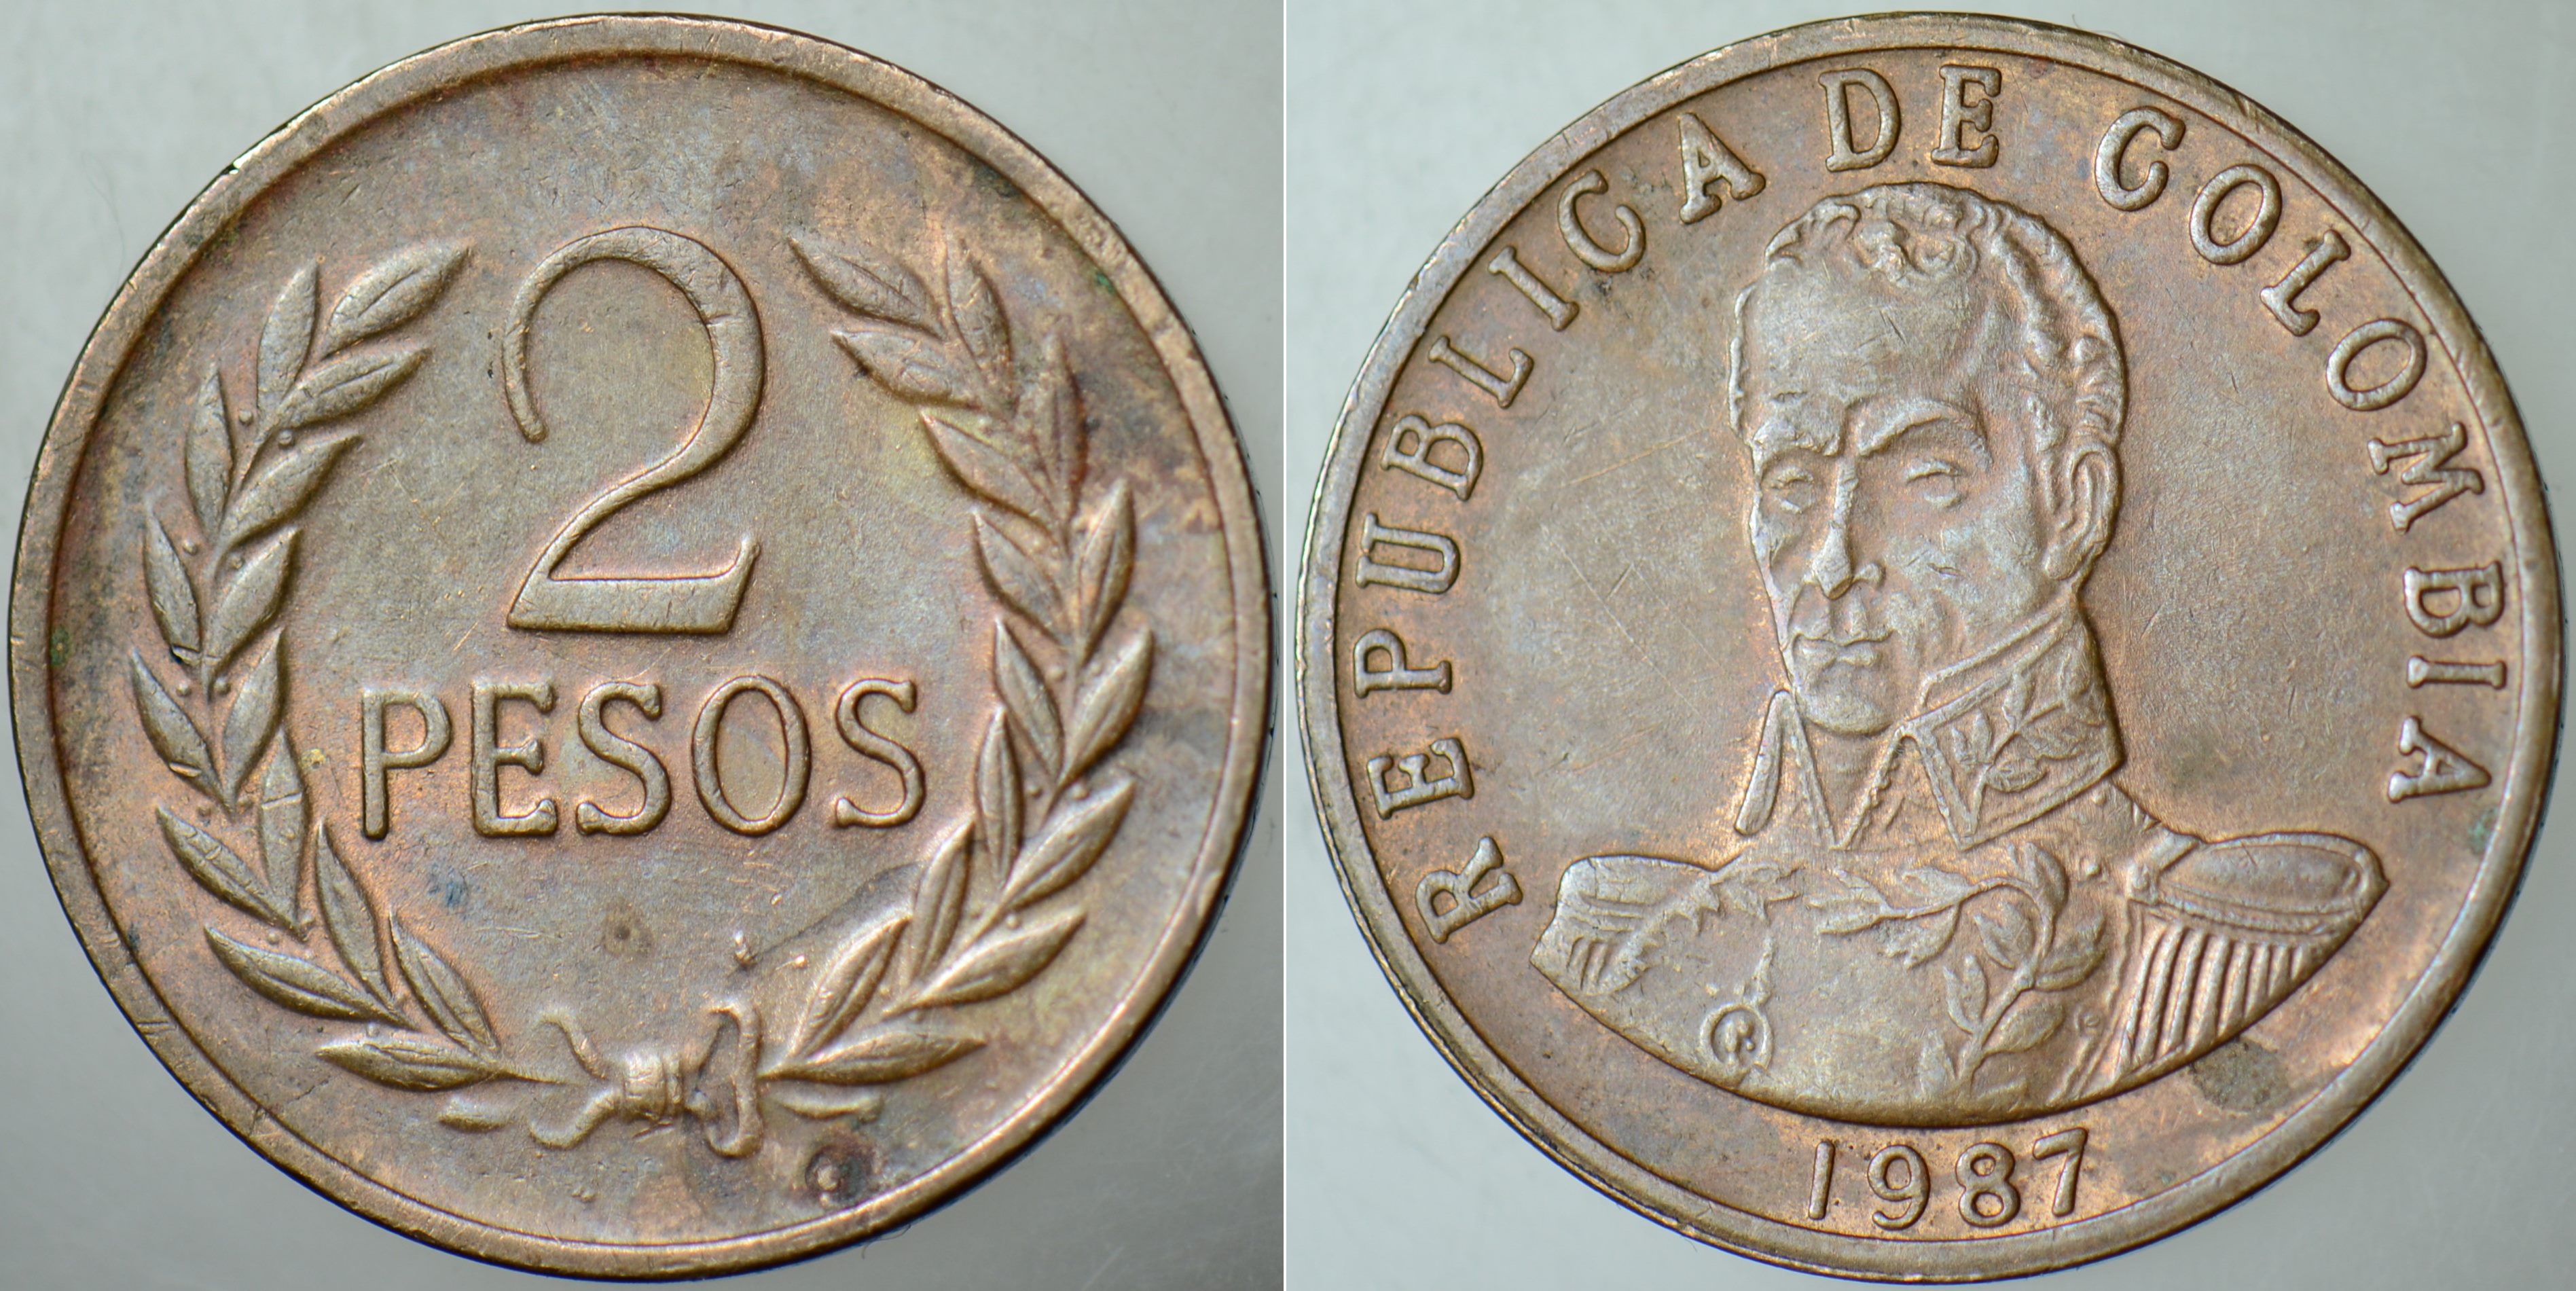 2
PESOS
REPUBLICA DE COLOMBIA
1987